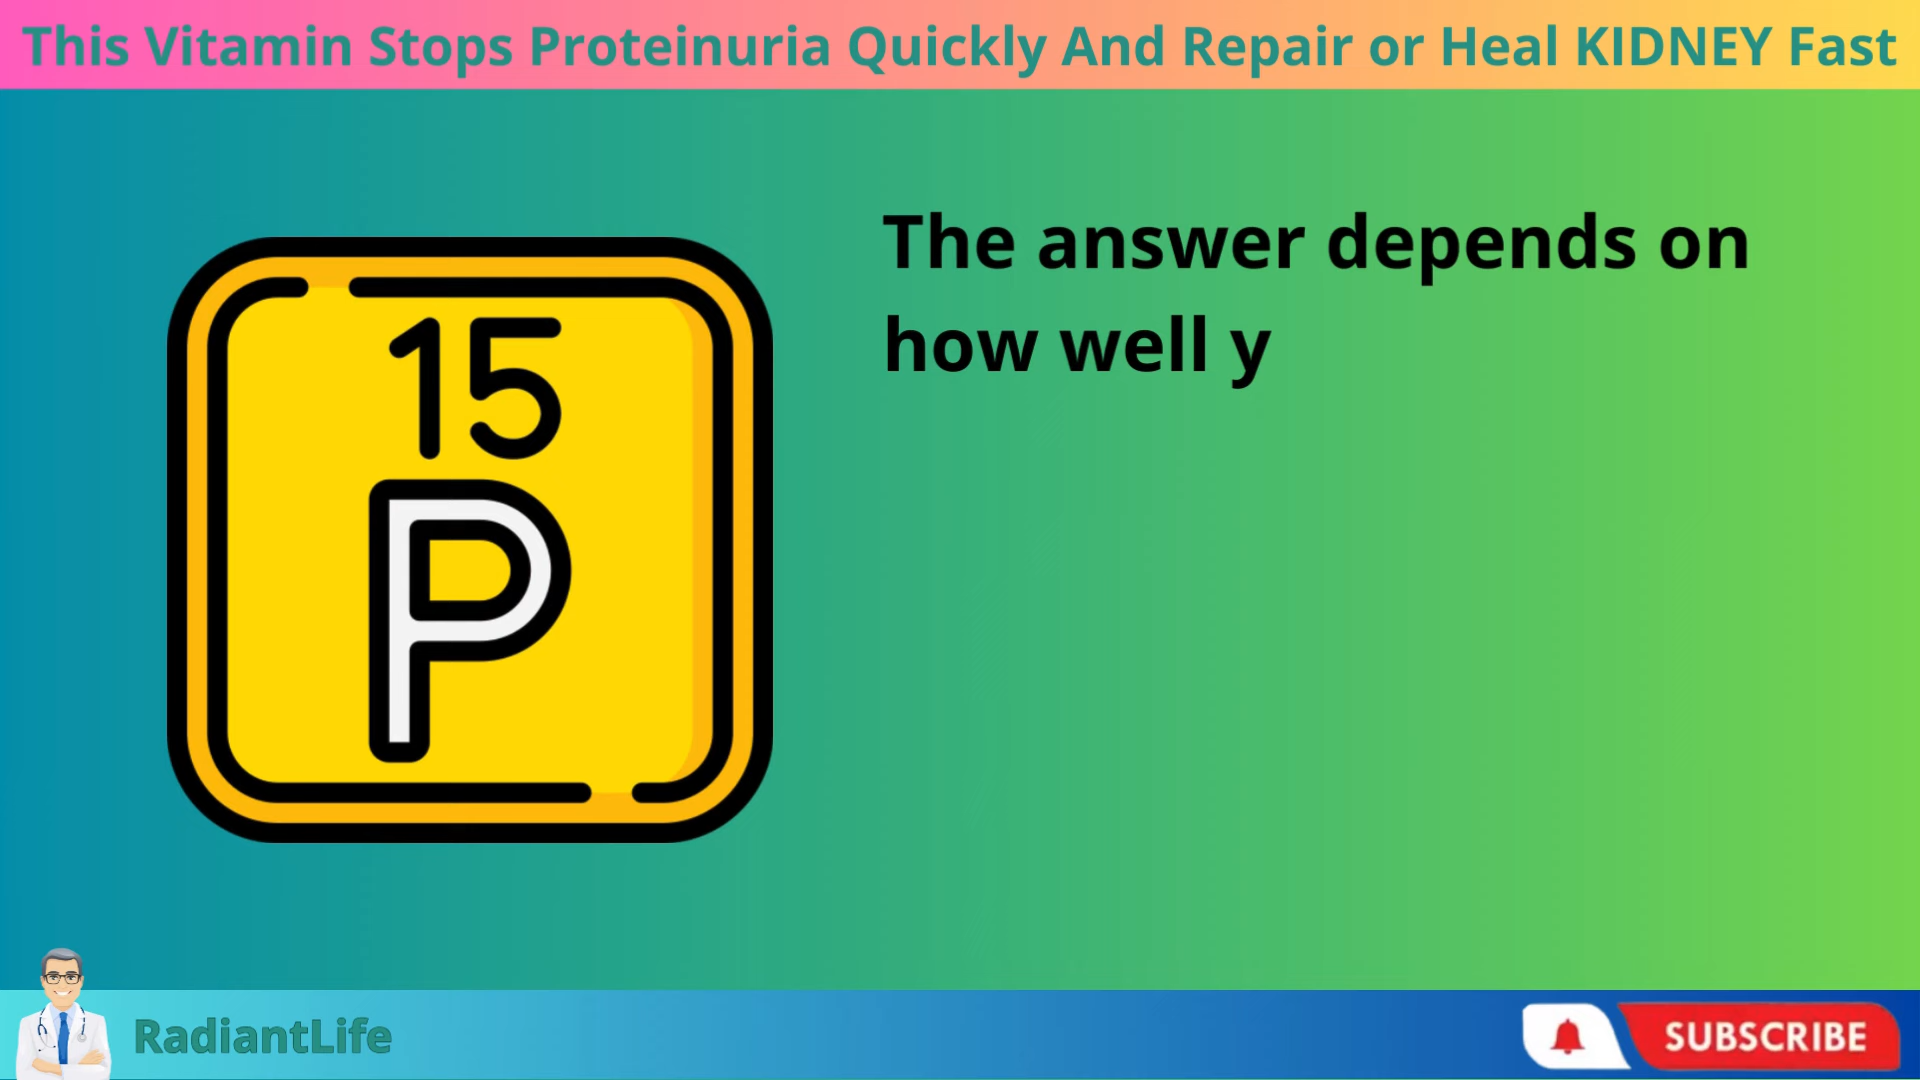 This Vitamin Stops Proteinuria Quickly And Repair or Heal KIDNEY Fast
15
P
The answer depends on
how well y
RadiantLife
SUBSCRIBE